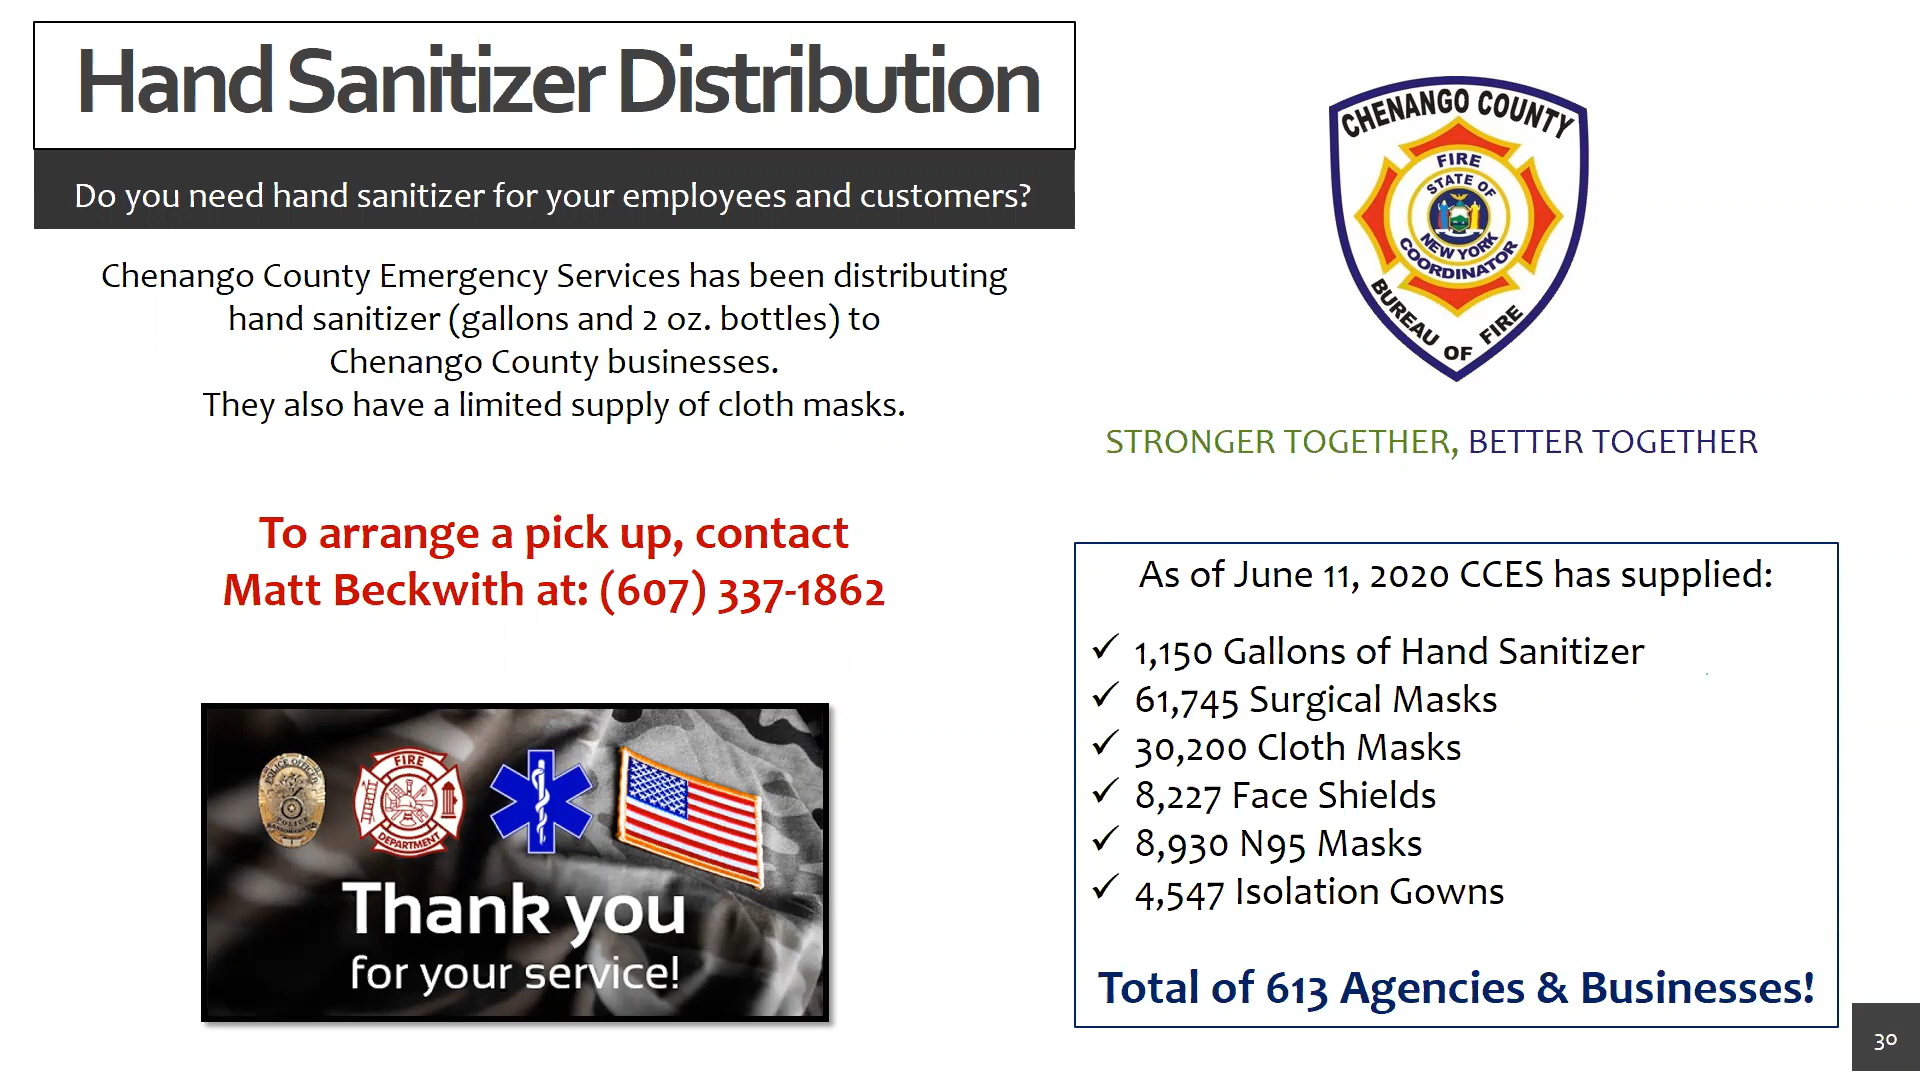 Hand Sanitizer Distribution
Do you need hand sanitizer for your employees and customers?
Chenango County Emergency Services has been distributing
hand sanitizer (gallons and 2 oz. bottles) to
Chenango County businesses.
They also have a limited supply of cloth masks.
To arrange a pick up, contact
Matt Beckwith at: (607) 337-1862
POLICE OFFICER
POLICE
FIRE
DEPARTMENT
Thank you
for your service!
CHENANGO COUNTY
FIRE
STATE OF
NEW YORK
COORDINATOR
BUREAU OF FIRE
STRONGER TOGETHER, BETTER TOGETHER
As of June 11, 2020 CCES has supplied:
✓ 1,150 Gallons of Hand Sanitizer
✓ 61,745 Surgical Masks
✓ 30,200 Cloth Masks
✓ 8,227 Face Shields
✓ 8,930 N95 Masks
✓ 4,547 Isolation Gowns
Total of 613 Agencies & Businesses!
30